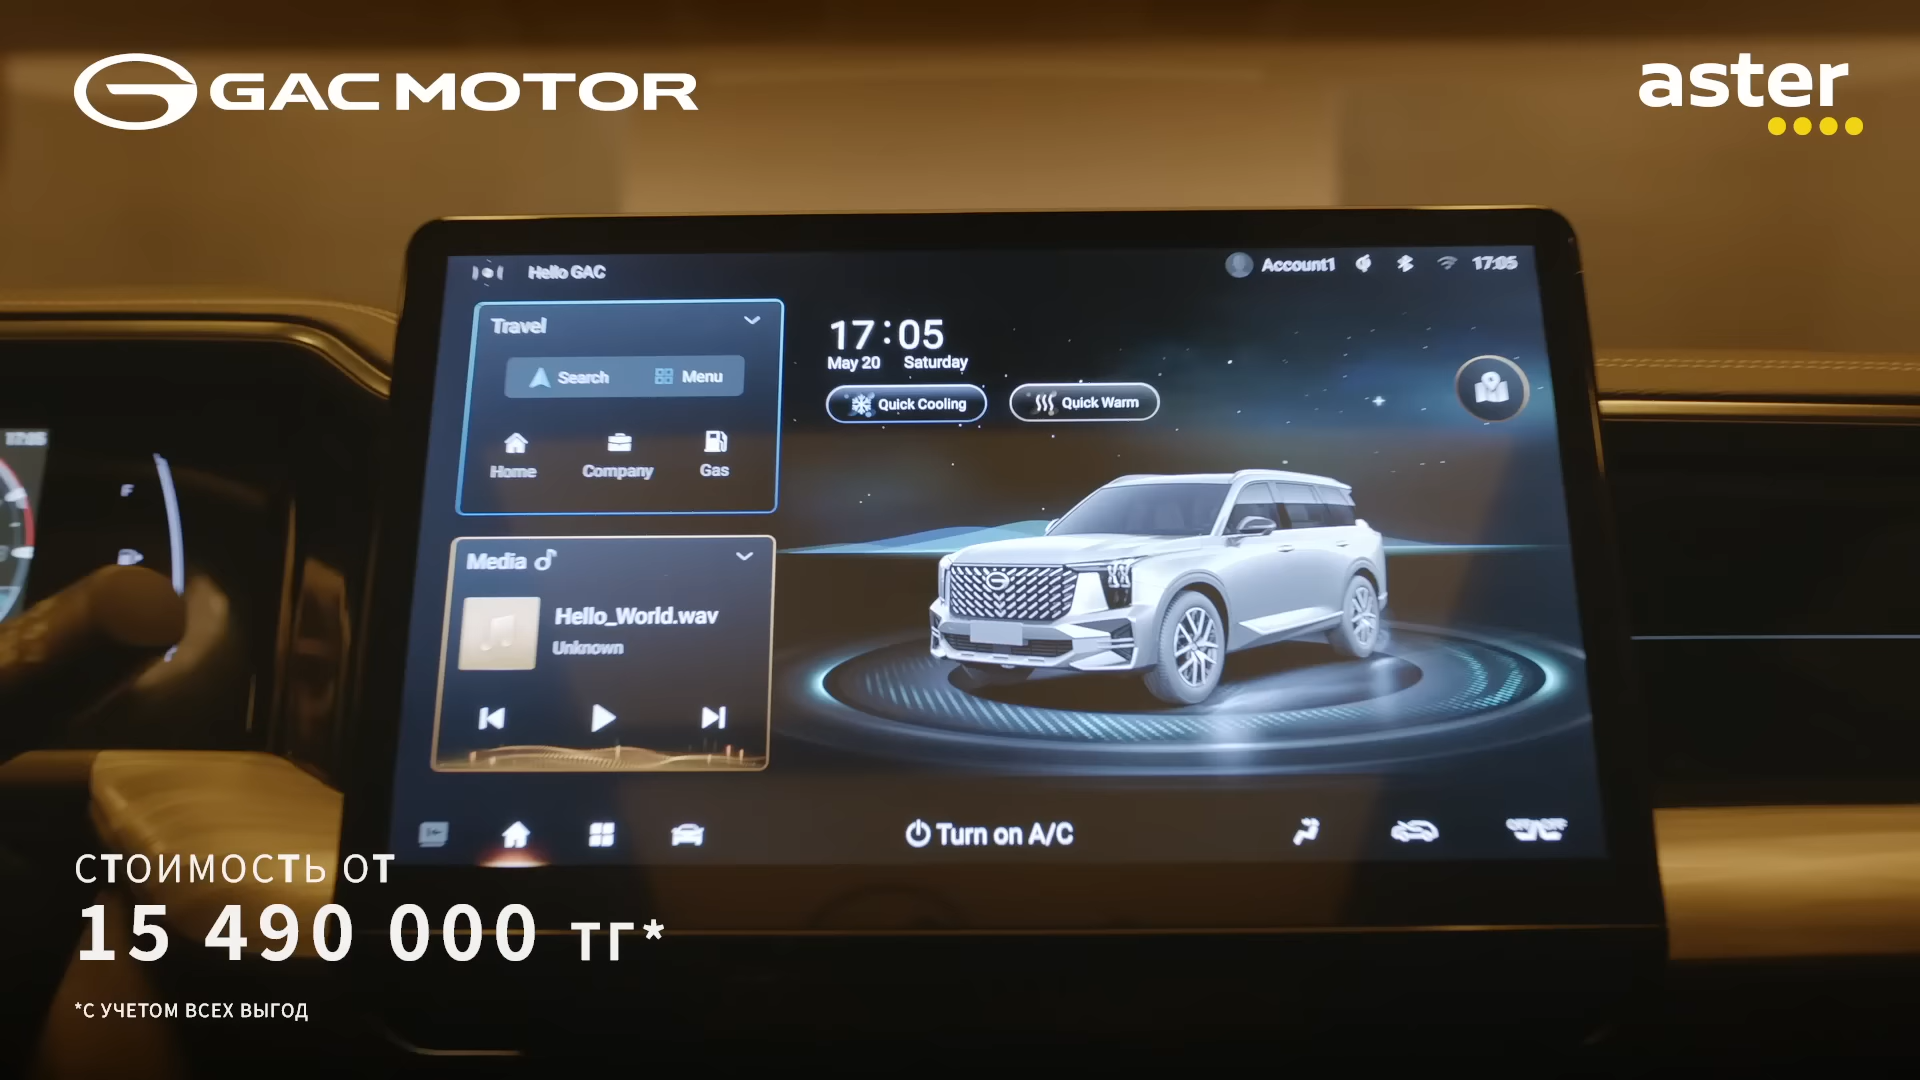 GAC MOTOR
aster
Hello GAC
Account1
17:05
Travel
Search
Menu
Home
Company
Gas
17:05
May 20 Saturday
Quick Cooling
Quick Warm
Media
Hello_World.wav
Unknown
Turn on A/C
17:05
F
СТОИМОСТЬ ОТ
15 490 000 ТГ*
*С УЧЕТОМ ВСЕХ ВЫГОД